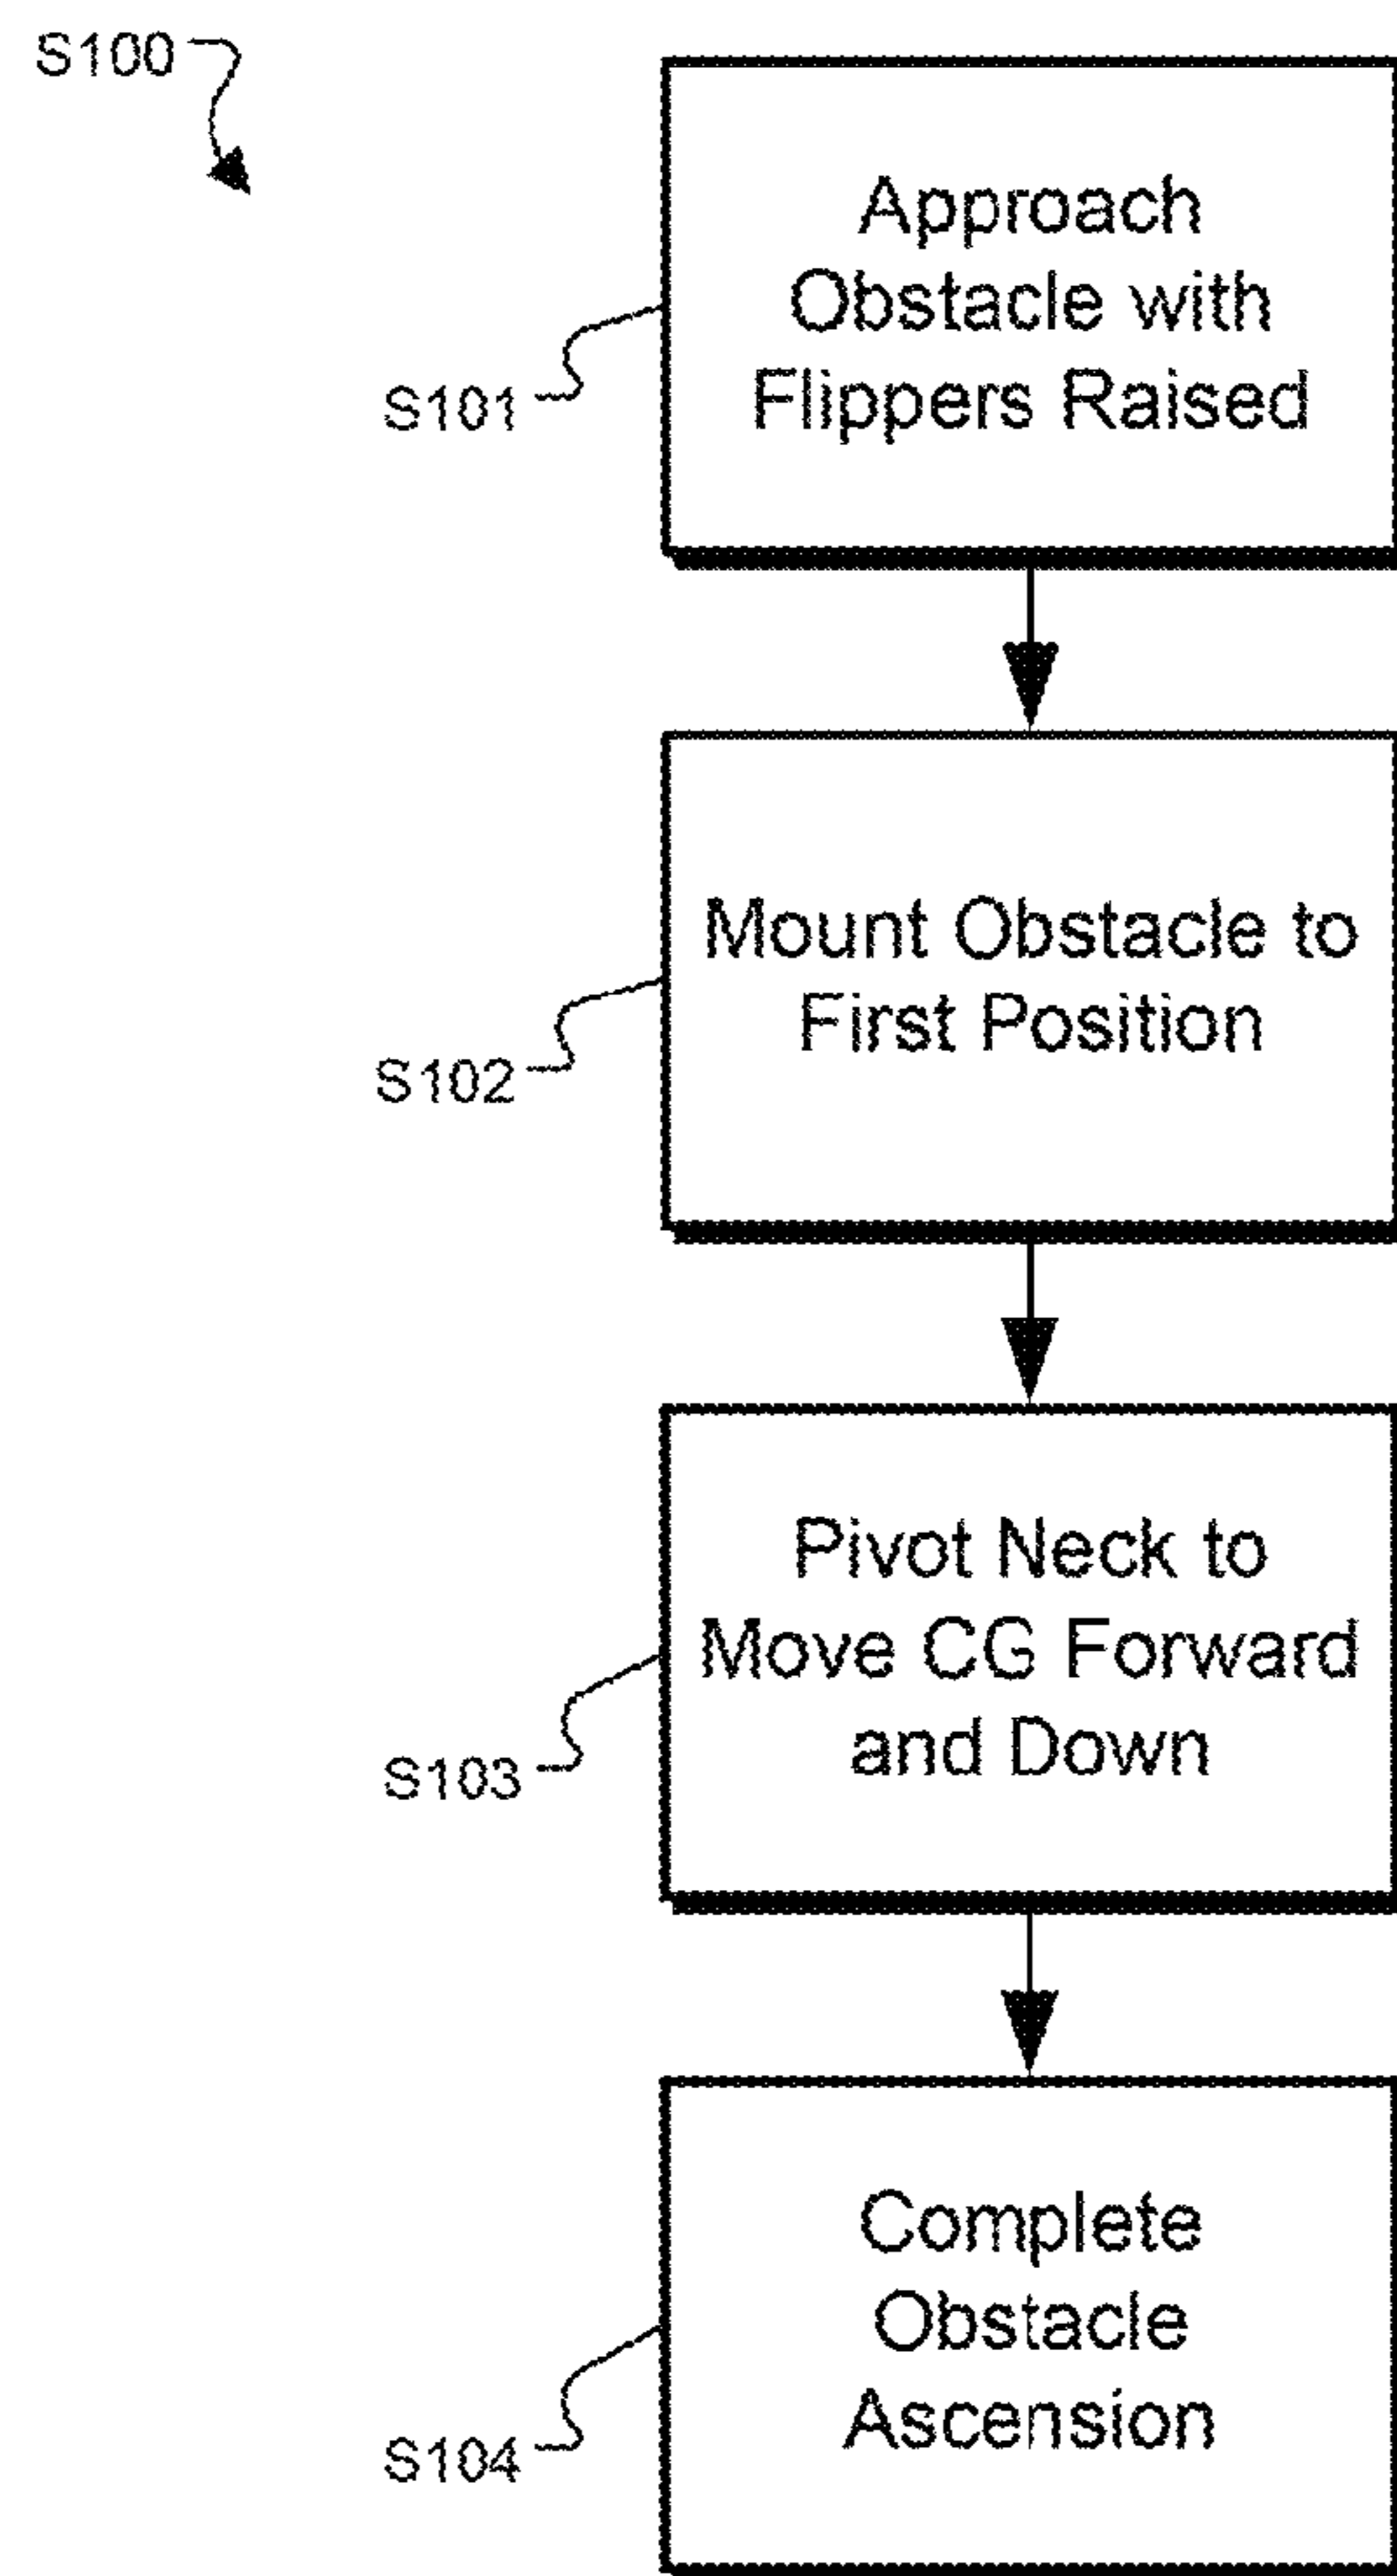 S100
Approach
Obstacle with
Flippers Raised
S101
Mount Obstacle to
First Position
S102
Pivot Neck to
Move CG Forward
and Down
S103
Complete
Obstacle
Ascension
S104